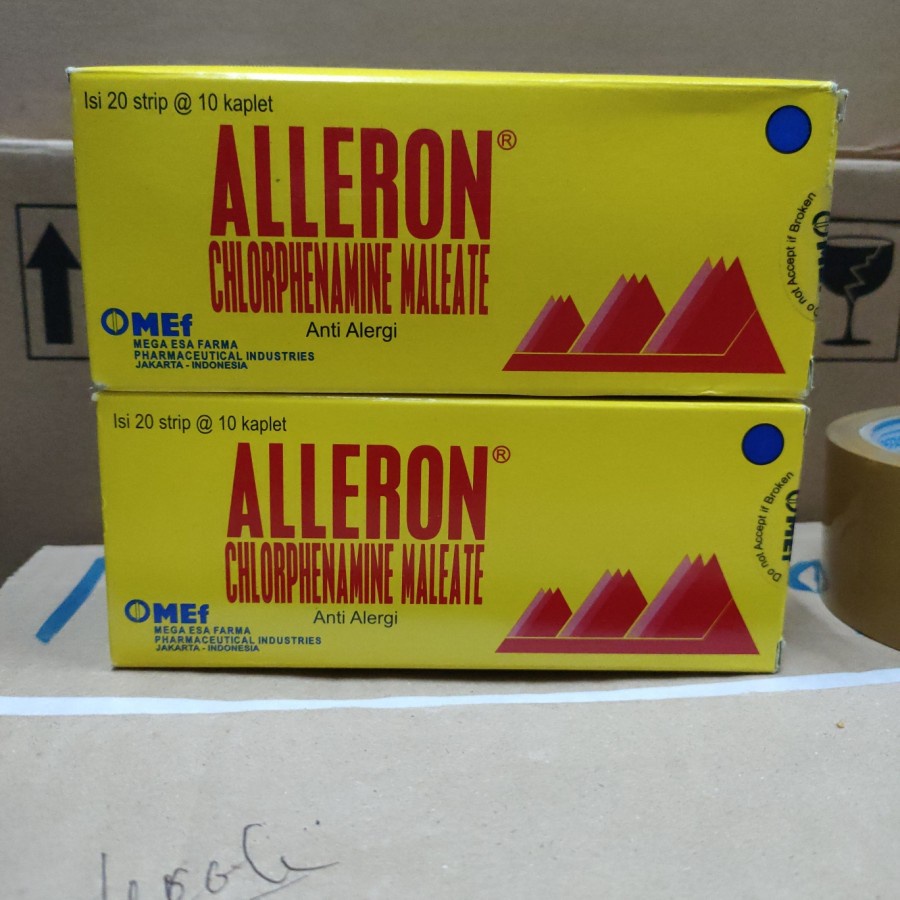 Isi 20 strip @ 10 kaplet
ALLERON®
CHLORPHENAMINE MALEATE
Anti Alergi
OMEf
MEGA ESA FARMA
PHARMACEUTICAL INDUSTRIES
JAKARTA - INDONESIA
Do not Accept if Broken
Isi 20 strip @ 10 kaplet
ALLERON®
CHLORPHENAMINE MALEATE
Anti Alergi
OMEf
MEGA ESA FARMA
PHARMACEUTICAL INDUSTRIES
JAKARTA - INDONESIA
Do not Accept if Broken